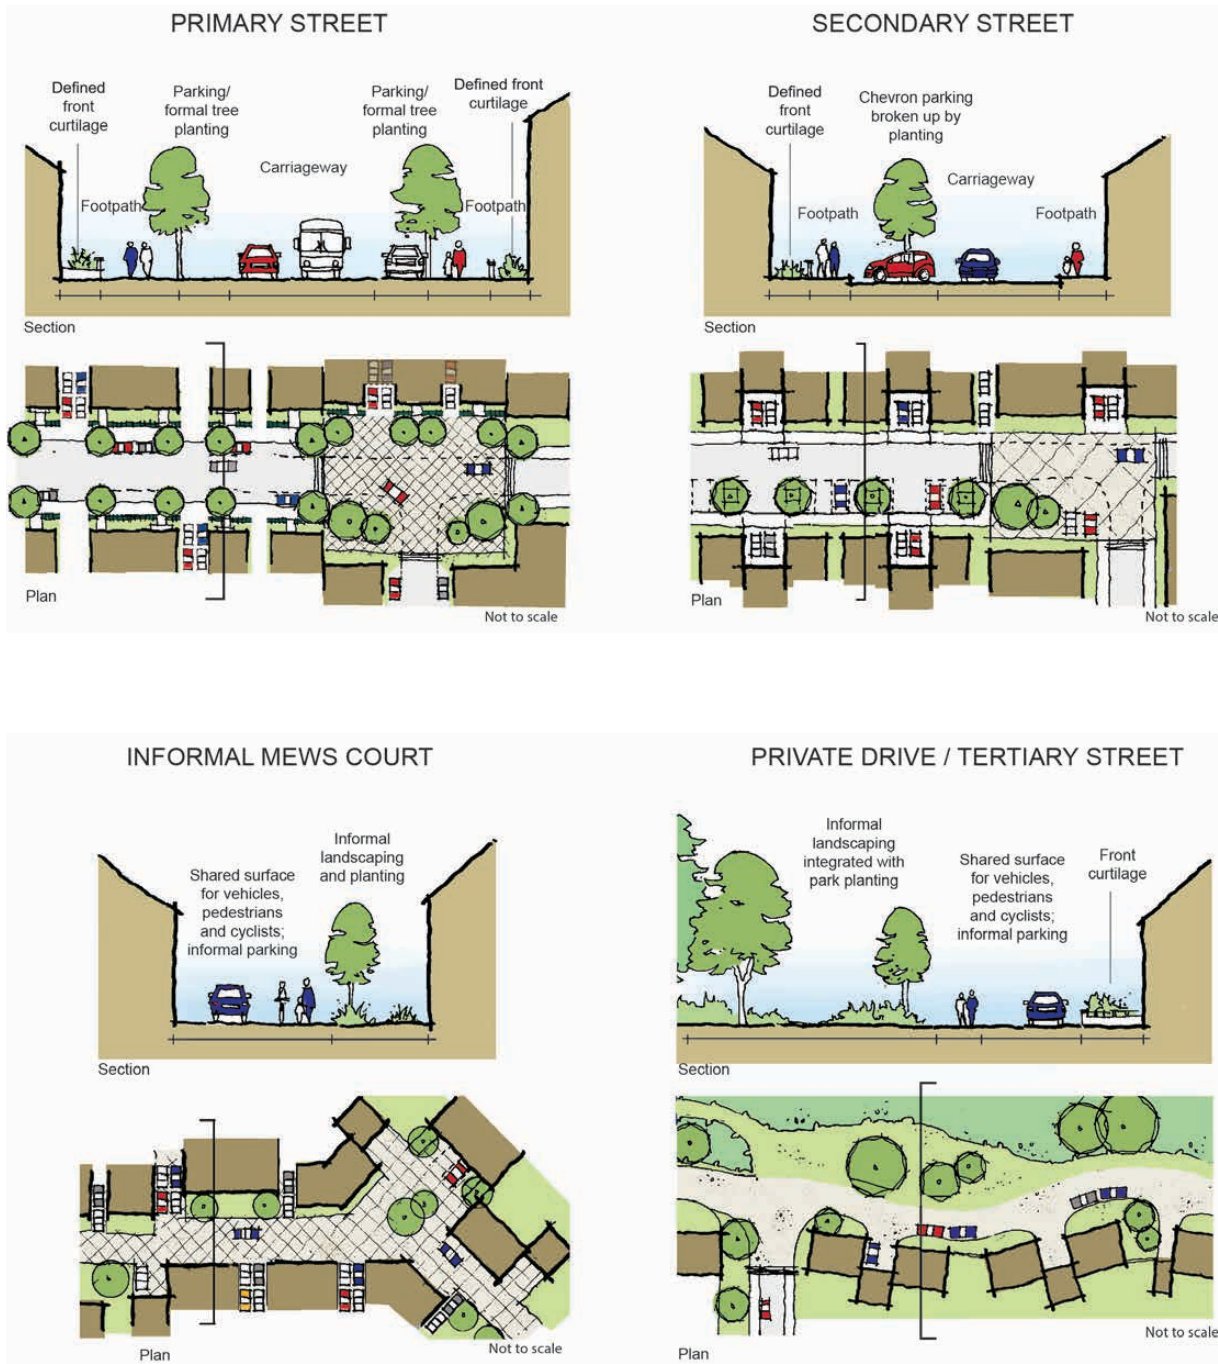 PRIMARY STREET
Defined
front
curtilage
Parking/
formal tree
planting
Parking/
formal tree
planting
Defined front
curtilage
Carriageway
Footpath
Footpath
Section
Plan
Not to scale
SECONDARY STREET
Defined
front
curtilage
Chevron parking
broken up by
planting
Carriageway
Footpath
Footpath
Section
Plan
Not to scale
INFORMAL MEWS COURT
Shared surface
for vehicles,
pedestrians
and cyclists;
informal parking
Informal
landscaping
and planting
Section
Plan
Not to scale
PRIVATE DRIVE / TERTIARY STREET
Informal
landscaping
integrated with
park planting
Shared surface
for vehicles,
pedestrians
and cyclists;
informal parking
Front
curtilage
Section
Plan
Not to scale